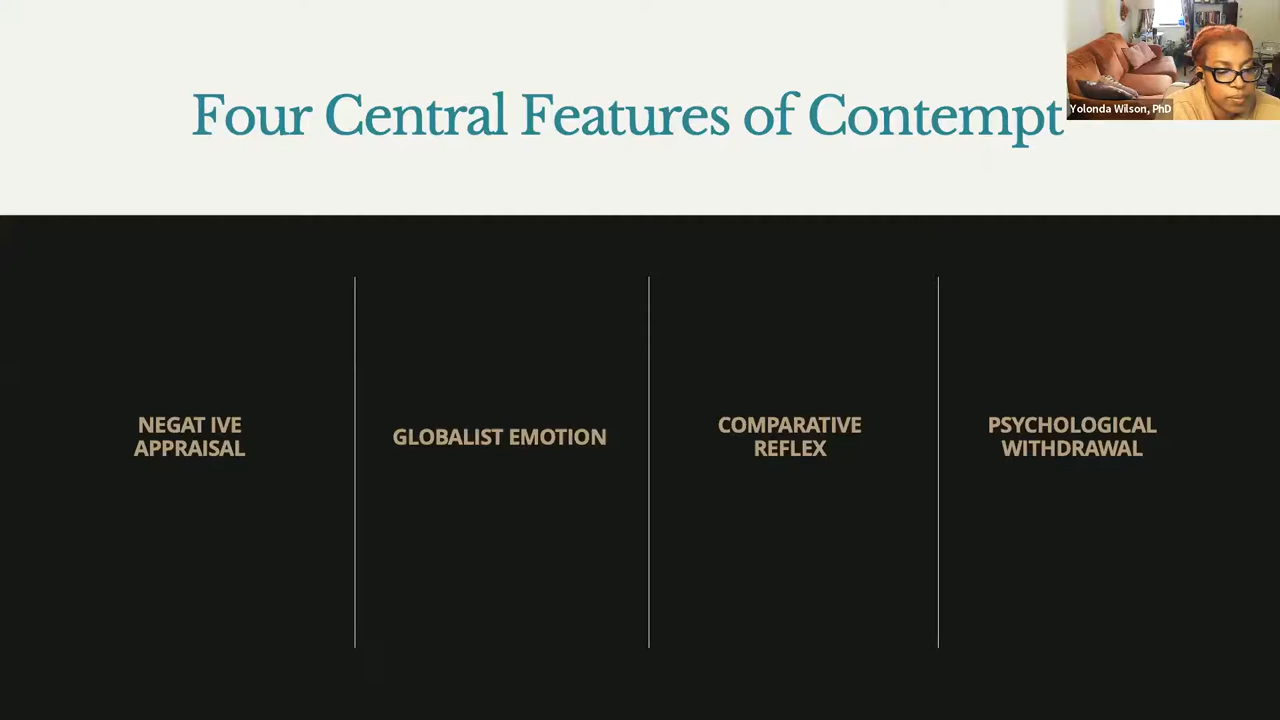 Four Central Features of Contempt
Yolonda Wilson, PhD
NEGAT IVE
APPRAISAL
GLOBALIST EMOTION
COMPARATIVE
REFLEX
PSYCHOLOGICAL
WITHDRAWAL